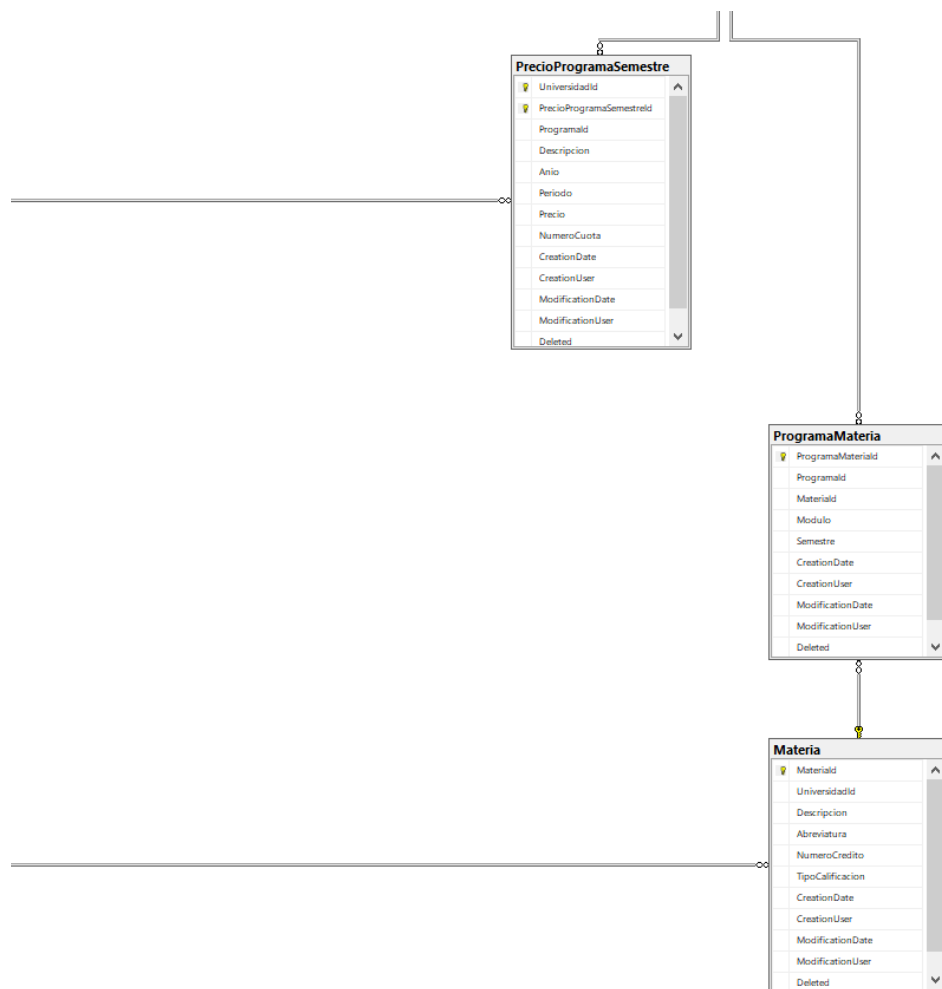 PrecioProgramaSemestre
UniversidadId
PrecioProgramaSemestreId
ProgramaId
Descripcion
Anio
Periodo
Precio
NumeroCuota
CreationDate
CreationUser
ModificationDate
ModificationUser
Deleted
ProgramaMateria
ProgramaMateriaId
ProgramaId
MateriaId
Modulo
Semestre
CreationDate
CreationUser
ModificationDate
ModificationUser
Deleted
Materia
MateriaId
UniversidadId
Descripcion
Abreviatura
NumeroCredito
TipoCalificacion
CreationDate
CreationUser
ModificationDate
ModificationUser
Deleted